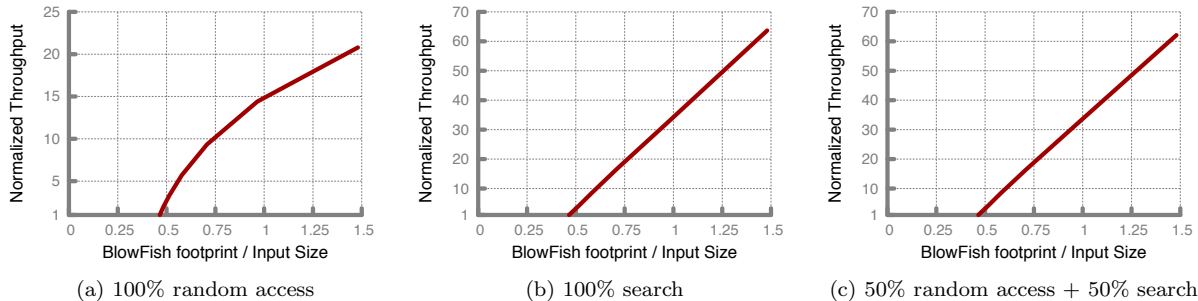 Normalized Throughput
25
20
15
10
5
1
0 0.25 0.5 0.75 1 1.25 1.5
BlowFish footprint / Input Size
(a) 100% random access
Normalized Throughput
70
60
50
40
30
20
10
1
0 0.25 0.5 0.75 1 1.25 1.5
BlowFish footprint / Input Size
(b) 100% search
Normalized Throughput
70
60
50
40
30
20
10
1
0 0.25 0.5 0.75 1 1.25 1.5
BlowFish footprint / Input Size
(c) 50% random access + 50% search